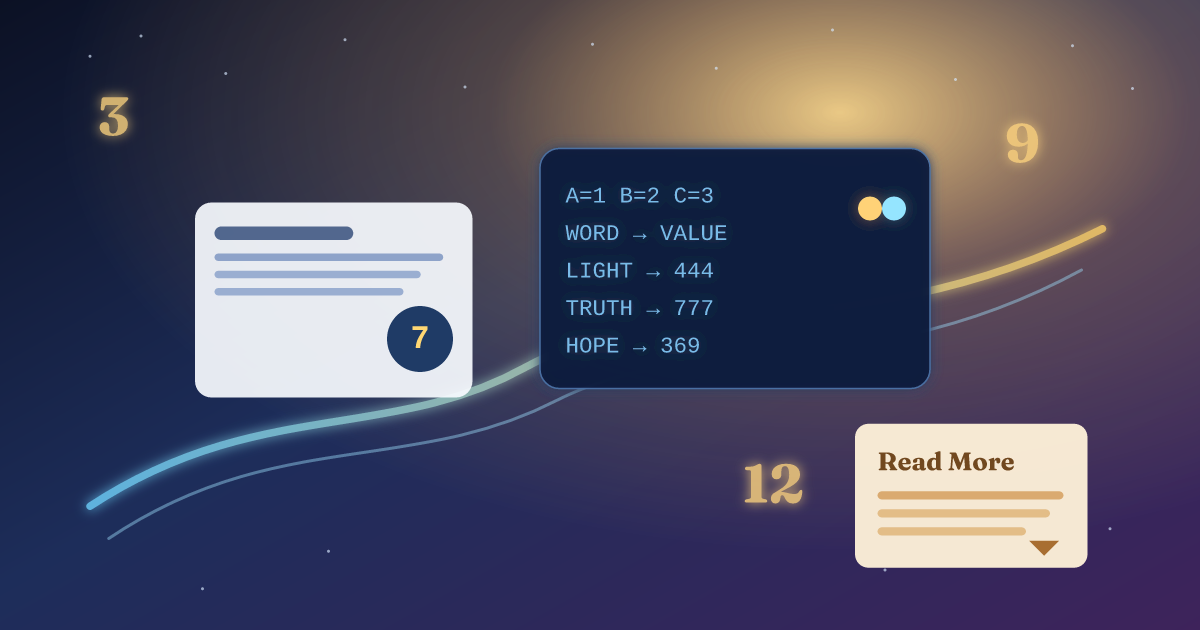 3
9
A=1 B=2 C=3
WORD → VALUE
LIGHT → 444
TRUTH → 777
HOPE → 369
7
12
Read More